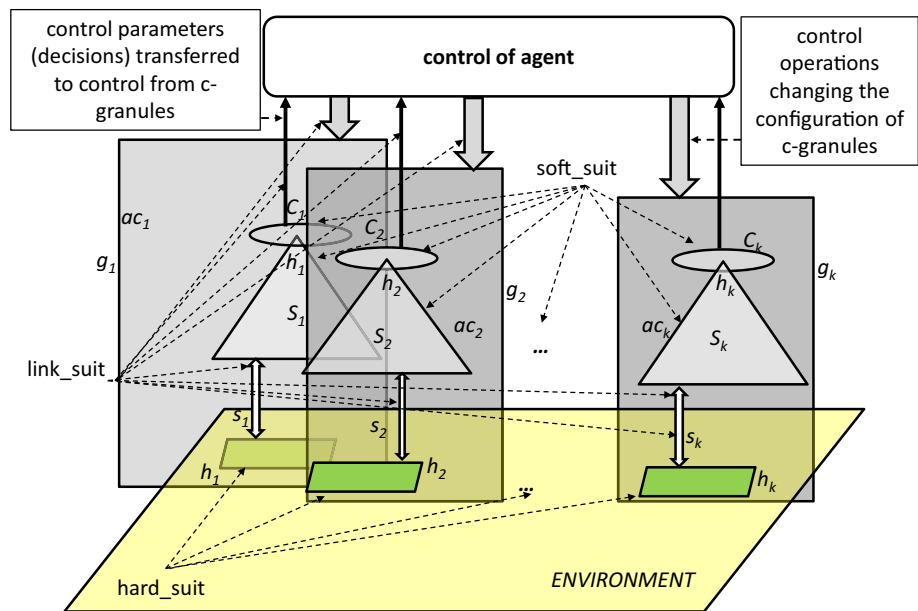 control parameters
(decisions) transferred
to control from c-
granules
control of agent
control
operations
changing the
configuration of
c-granules
soft_suit
ac₁
C₁
C₂
Cₖ
g₁
h₁
h₂
g₂
hₖ
gₖ
S₁
S₂
ac₂
...
acₖ
Sₖ
link_suit
s₁
s₂
sₖ
h₁
h₂
...
hₖ
hard_suit
ENVIRONMENT